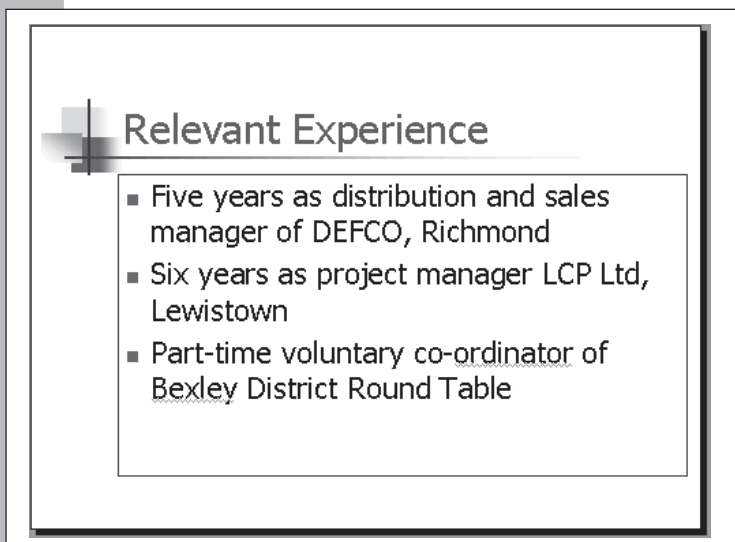 Relevant Experience
Five years as distribution and sales
manager of DEFCO, Richmond
Six years as project manager LCP Ltd,
Lewistown
Part-time voluntary co-ordinator of
Bexley District Round Table